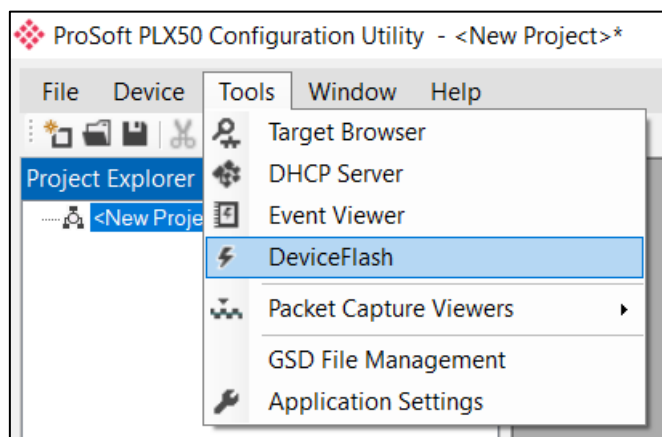 ProSoft PLX50 Configuration Utility - <New Project>*
File Device Tools Window Help
Target Browser
Project Explorer
DHCP Server
<New Proje
Event Viewer
DeviceFlash
Packet Capture Viewers
GSD File Management
Application Settings